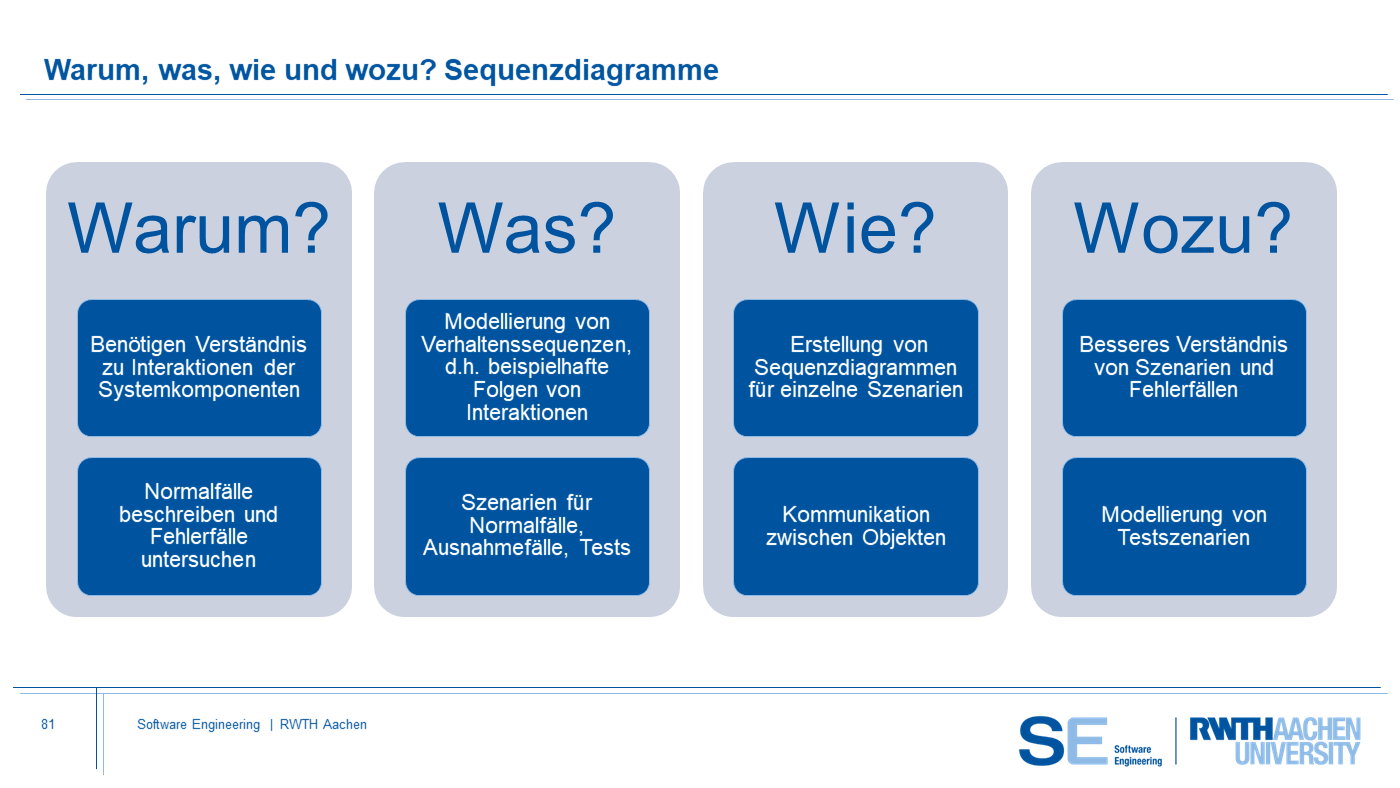 Warum, was, wie und wozu? Sequenzdiagramme
Warum?
Benötigen Verständnis
zu Interaktionen der
Systemkomponenten
Normalfälle
beschreiben und
Fehlerfälle
untersuchen
Was?
Modellierung von
Verhaltenssequenzen,
d.h. beispielhafte
Folgen von
Interaktionen
Szenarien für
Normalfälle,
Ausnahmefälle, Tests
Wie?
Erstellung von
Sequenzdiagrammen
für einzelne Szenarien
Kommunikation
zwischen Objekten
Wozu?
Besseres Verständnis
von Szenarien und
Fehlerfällen
Modellierung von
Testszenarien
81
Software Engineering | RWTH Aachen
SE Software
Engineering
RWTHAACHEN
UNIVERSITY